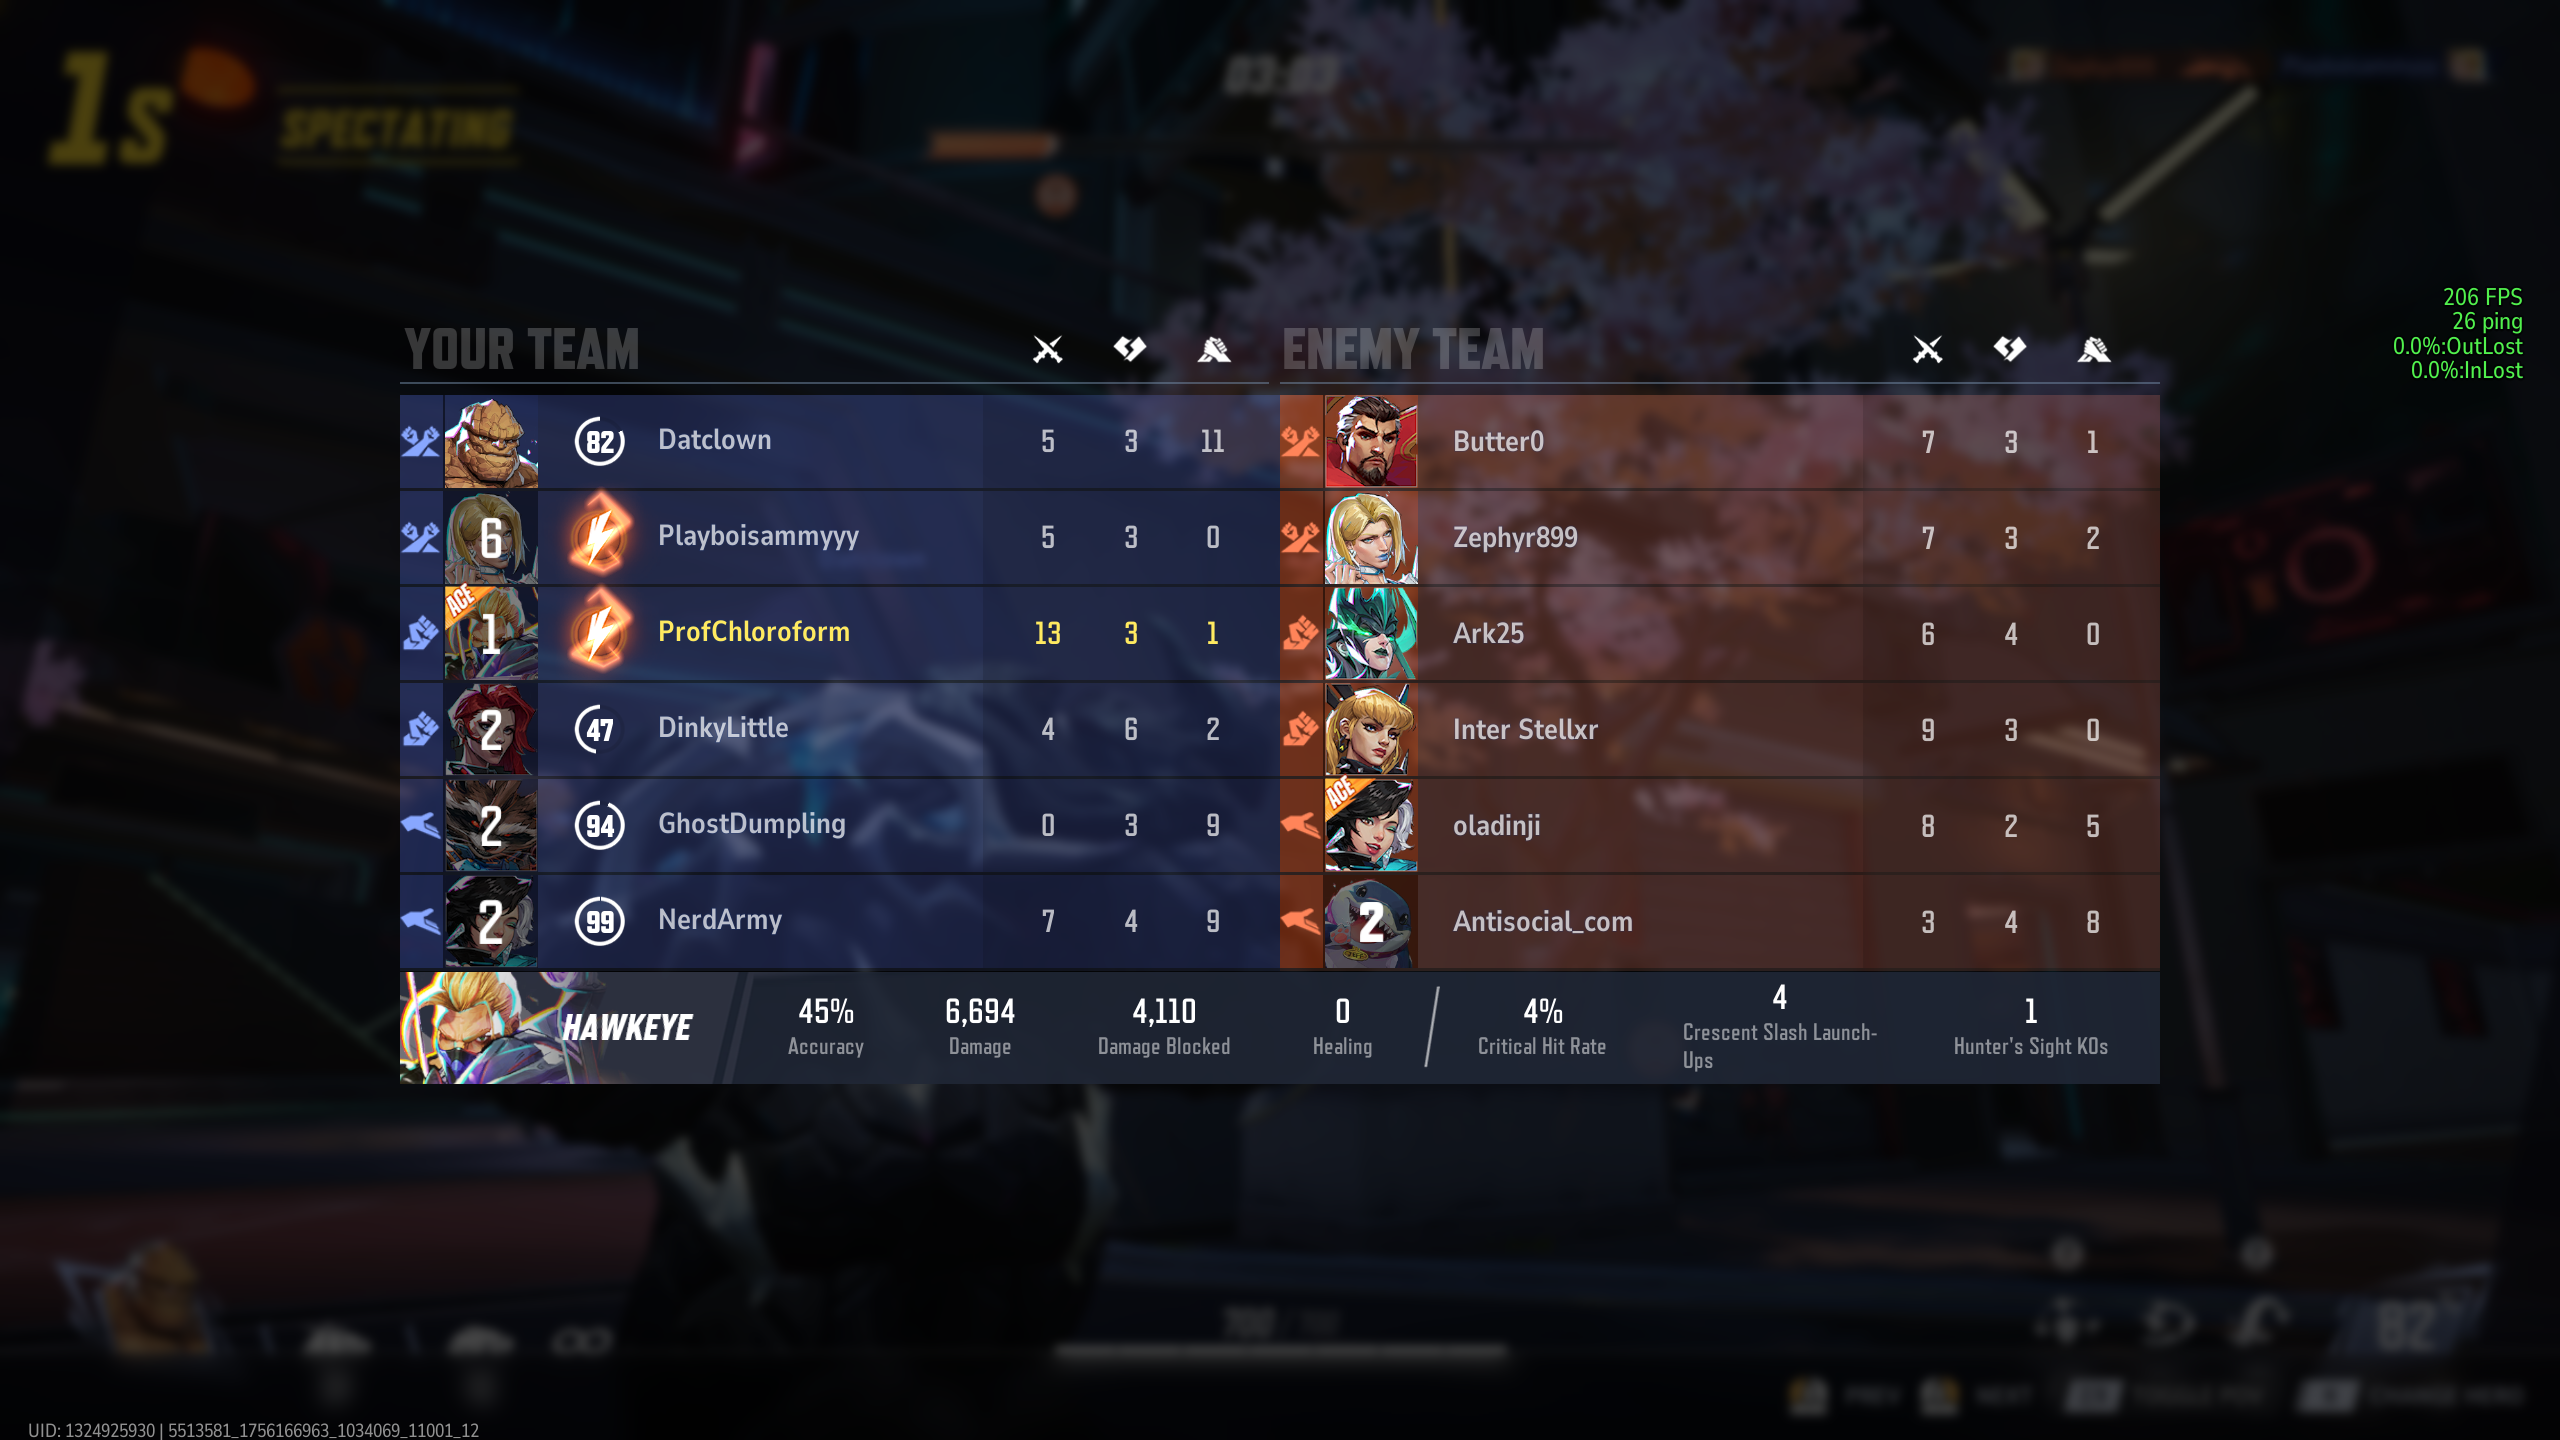 1s
SPECTATING
03:03
206 FPS
26 ping
0.0%:OutLost
0.0%:InLost
YOUR TEAM
82 Datclown 5 3 11
6 Playboisammyyy 5 3 0
ACE 1 ProfChloroform 13 3 1
2 47 DinkyLittle 4 6 2
2 94 GhostDumpling 0 3 9
2 99 NerdArmy 7 4 9
ENEMY TEAM
Butter0 7 3 1
Zephyr899 7 3 2
Ark25 6 4 0
Inter Stellxr 9 3 0
ACE oladinji 8 2 5
2 Antisocial_com 3 4 8
HAWKEYE
45% 6,694 4,110 0 4% 4 1
Accuracy Damage Damage Blocked Healing Critical Hit Rate Crescent Slash Launch-
Ups Hunter's Sight KOs
82
PREV NEXT
UID: 1324925930 | 5513581_1756166963_1034069_11001_12